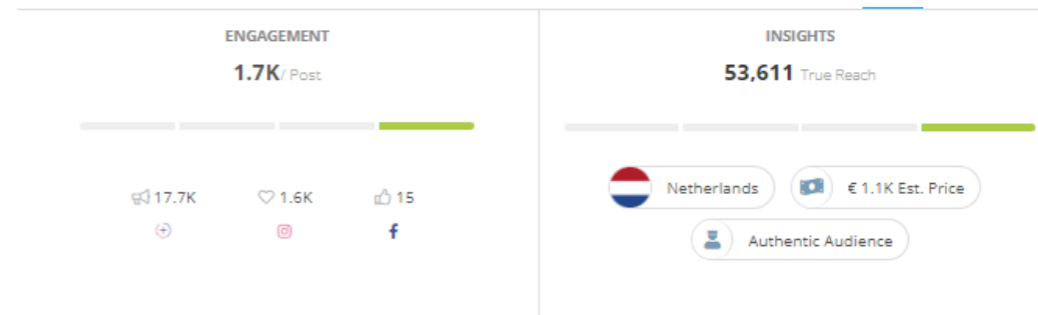 ENGAGEMENT
1.7K/ Post
17.7K
1.6K
15
INSIGHTS
53,611 True Reach
Netherlands
€ 1.1K Est. Price
Authentic Audience